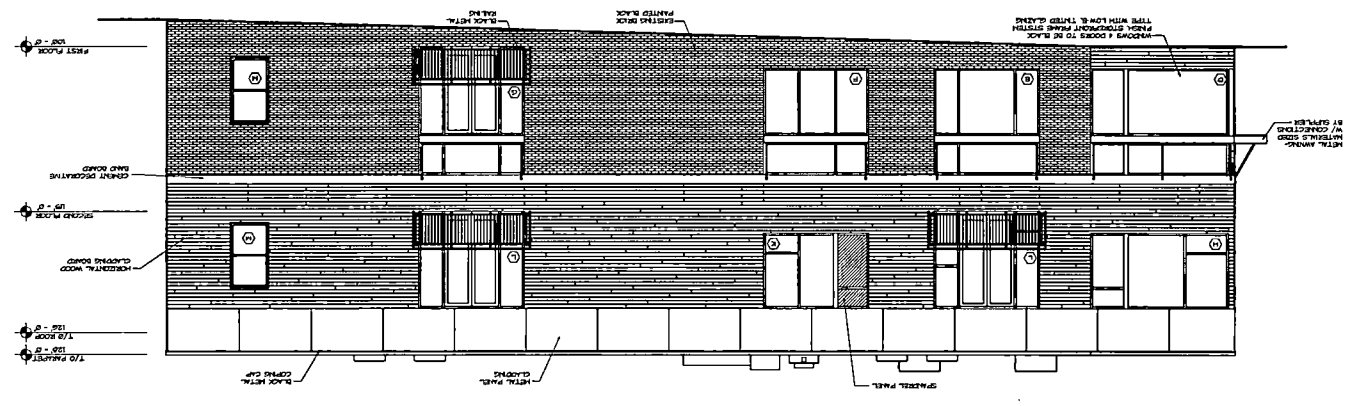 SPANDREL PANEL
METAL PANEL
CLADDING
BLACK METAL
COPING CAP
T/O PARAPET
T/O ROOF
126' - 0"
HORIZONTAL WOOD
CLADDING BOARD
H
L
K
L
M
SECOND FLOOR
115' - 0"
CEMENT DECORATIVE
BAND BOARD
METAL AWNING-
MATERIALS SIZED
W/ CONNECTIONS
BY SUPPLIER
D
E
F
G
M
FIRST FLOOR
100' - 0"
WINDOWS & DOORS TO BE BLACK
FINISH, STOREFRONT FRAME SYSTEM
TYPE WITH LOW-E, TINTED GLAZING
EXISTING BRICK
PAINTED BLACK
BLACK METAL
RAILING